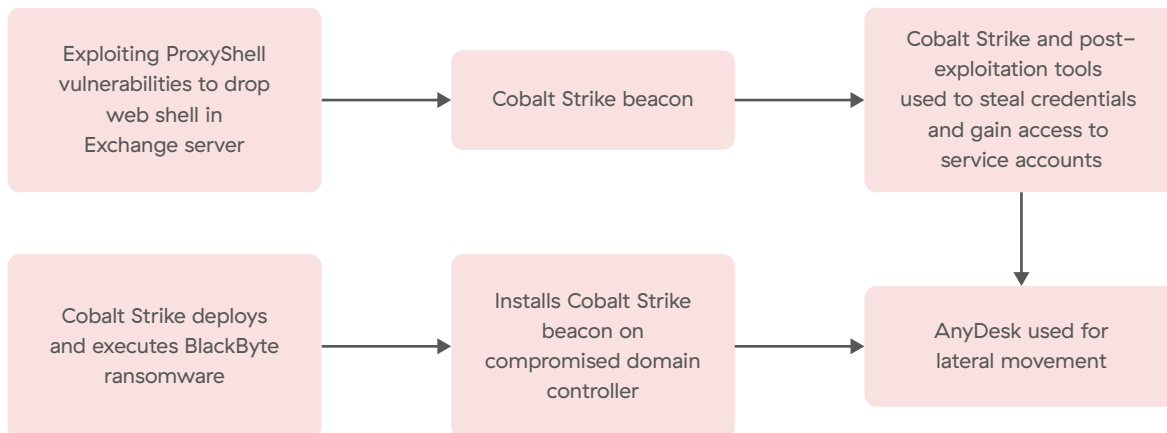 Exploiting ProxyShell
vulnerabilities to drop
web shell in
Exchange server
Cobalt Strike beacon
Cobalt Strike and post–
exploitation tools
used to steal credentials
and gain access to
service accounts
Cobalt Strike deploys
and executes BlackByte
ransomware
Installs Cobalt Strike
beacon on
compromised domain
controller
AnyDesk used for
lateral movement